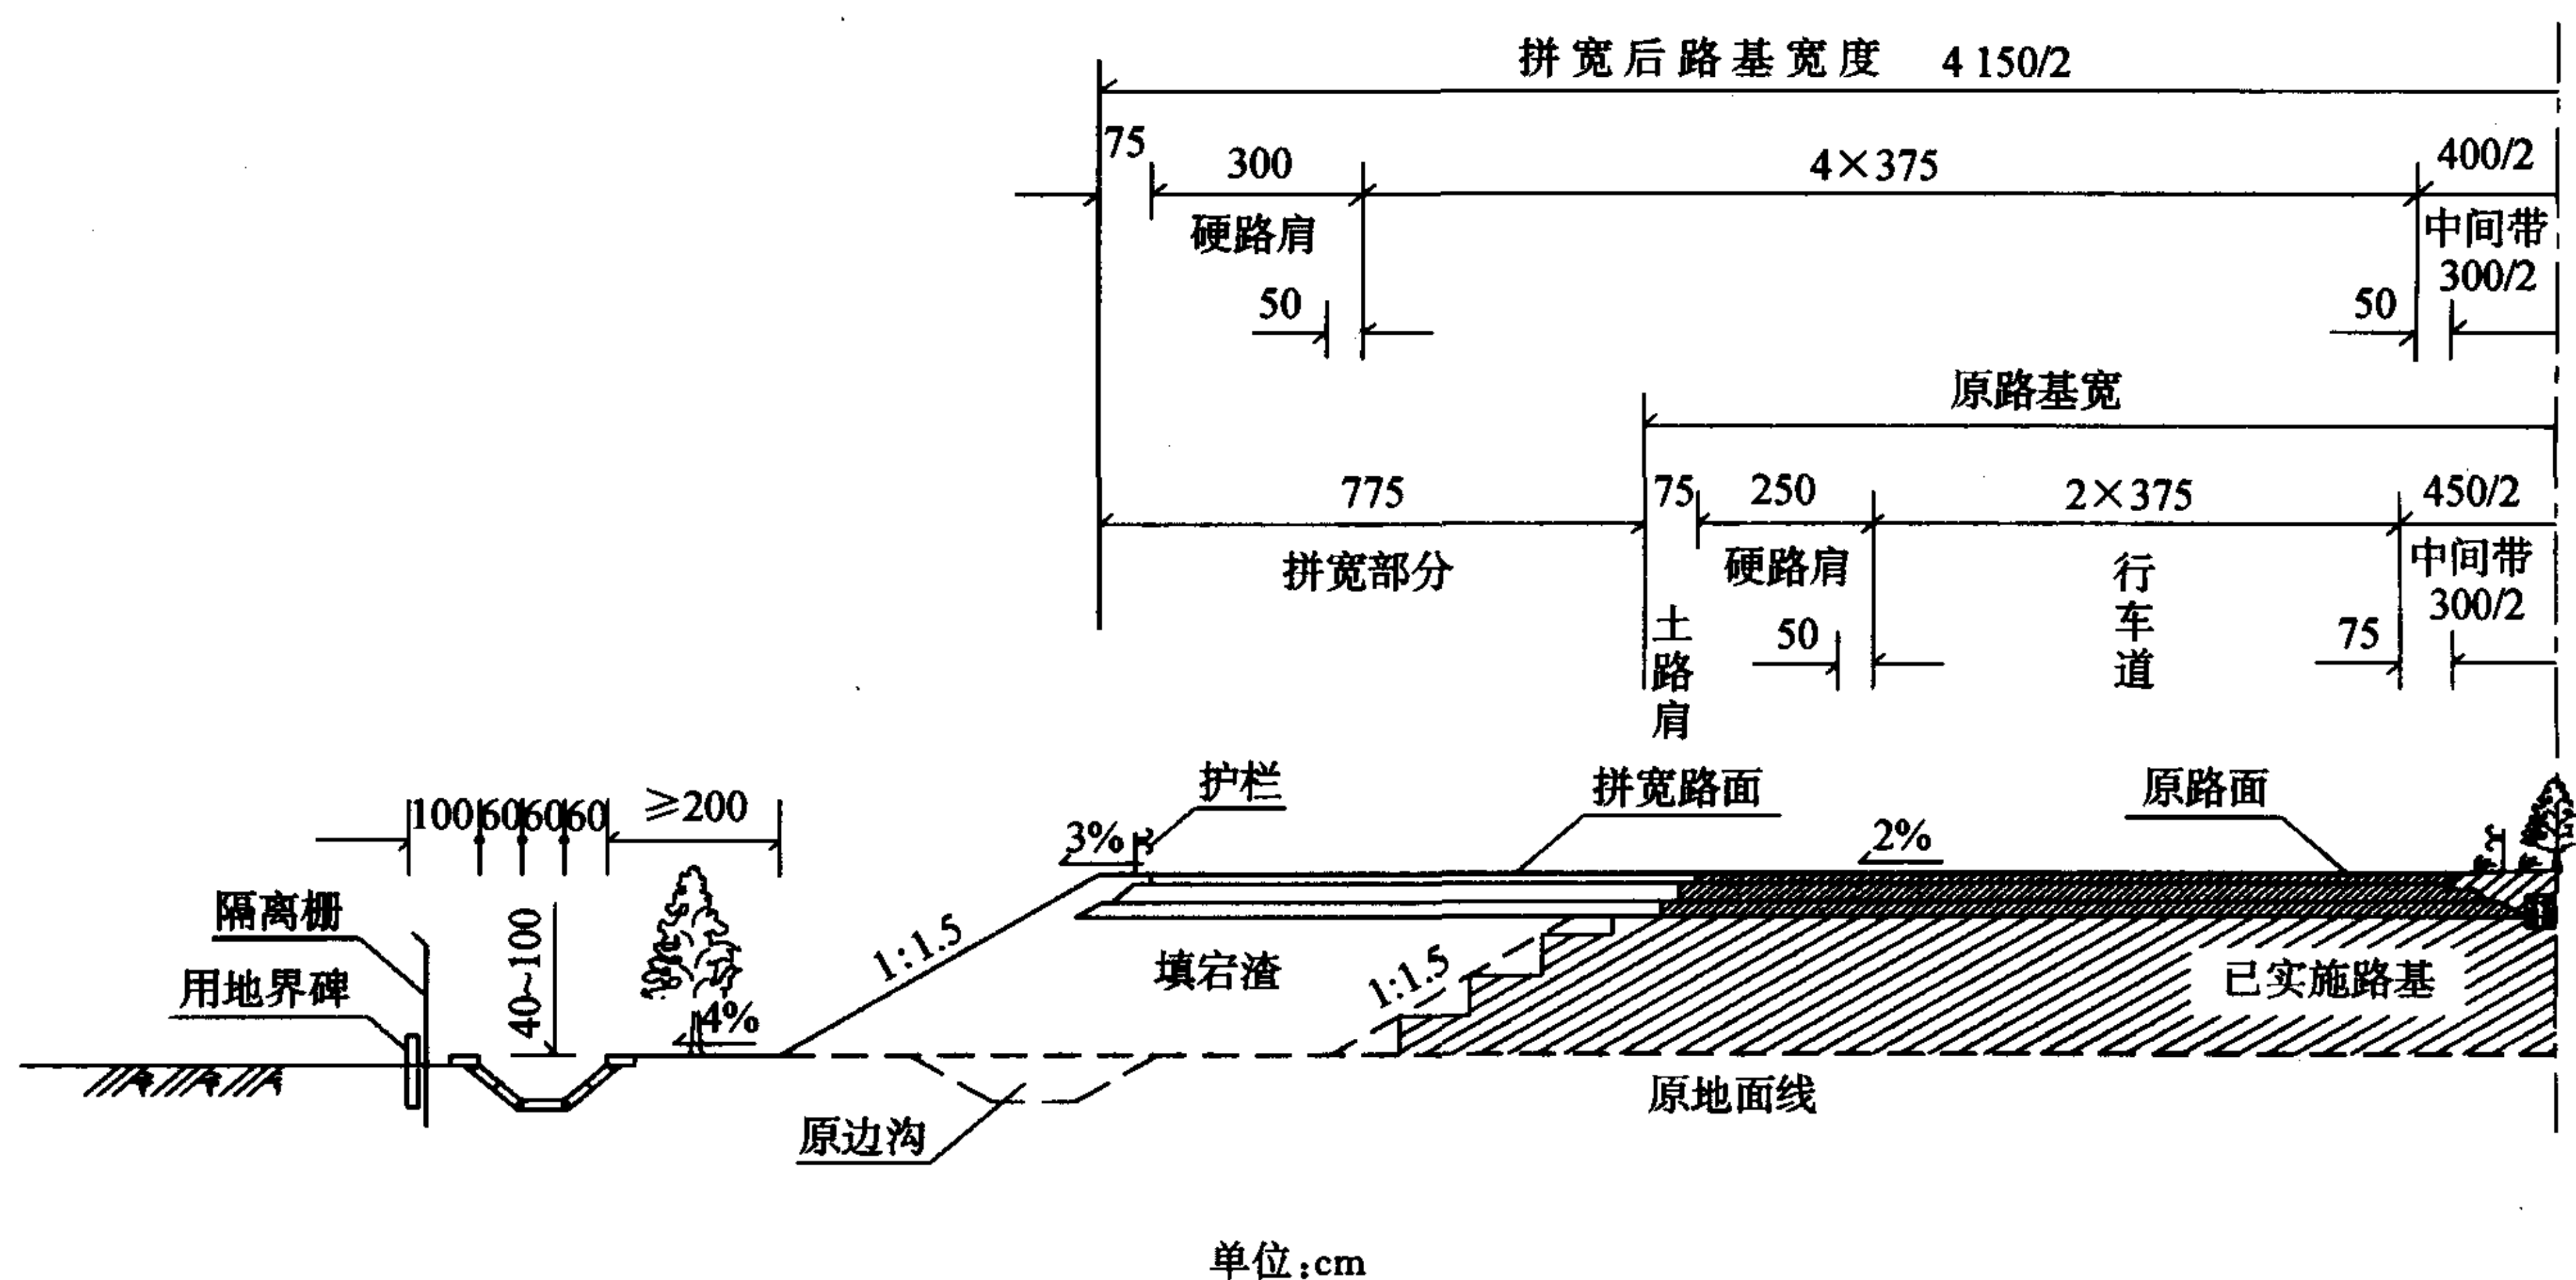 拼宽后路基宽度 4 150/2
75
300
4×375
400/2
硬路肩
中间带
300/2
50
50
原路基宽
775
75
250
2×375
450/2
拼宽部分
硬路肩
行车道
中间带
300/2
土路肩
50
75
护栏
拼宽路面
原路面
100
60
60
60
≥200
3%
2%
隔离栅
用地界碑
40~100
4%
1:1.5
填宕渣
1:1.5
已实施路基
原地面线
原边沟
单位:cm